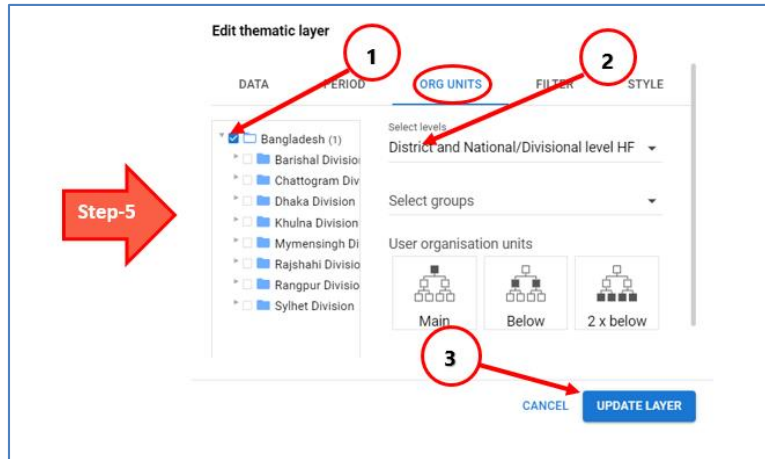 Edit thematic layer
1
2
DATA PERIOD ORG UNITS FILTER STYLE
Step-5
Bangladesh (1)
Barishal Division
Chattogram Div
Dhaka Division
Khulna Division
Mymensingh Di
Rajshahi Divisio
Rangpur Divisio
Sylhet Division
Select levels
District and National/Divisional level HF
Select groups
User organisation units
Main Below 2 x below
3
CANCEL UPDATE LAYER